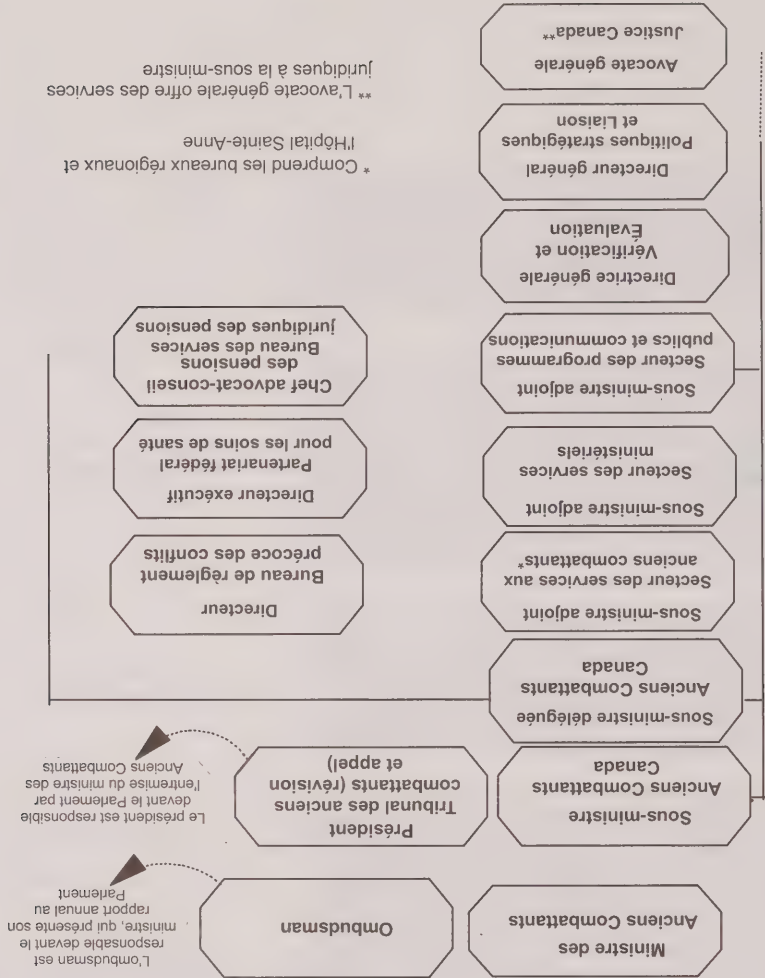 Ministre des
Anciens Combattants
Ombudsman
L'ombudsman est
responsable devant le
ministre, qui présente son
rapport annual au
Parlement
Sous-ministre
Anciens Combattants
Canada
Président
Tribunal des anciens
combattants (révision
et appel)
Le président est responsible
devant le Parlement par
l'entremise du ministre des
Anciens Combattants
Sous-ministre déléguée
Anciens Combattants
Canada
Sous-ministre adjoint
Secteur des services aux
anciens combattants*
Directeur
Bureau de règlement
précoce des conflits
Sous-ministre adjoint
Secteur des services
ministériels
Directeur exécutif
Partenariat fédéral
pour les soins de santé
Sous-ministre adjoint
Secteur des programmes
publics et communications
Chef advocat-conseil
des pensions
Bureau des services
juridiques des pensions
Directrice générale
Vérification et
Évaluation
Directeur général
Politiques stratégiques
et Liaison
* Comprend les bureaux régionaux et
l'Hôpital Sainte-Anne
Avocate générale
Justice Canada**
** L'avocate générale offre des services
juridiques à la sous-ministre